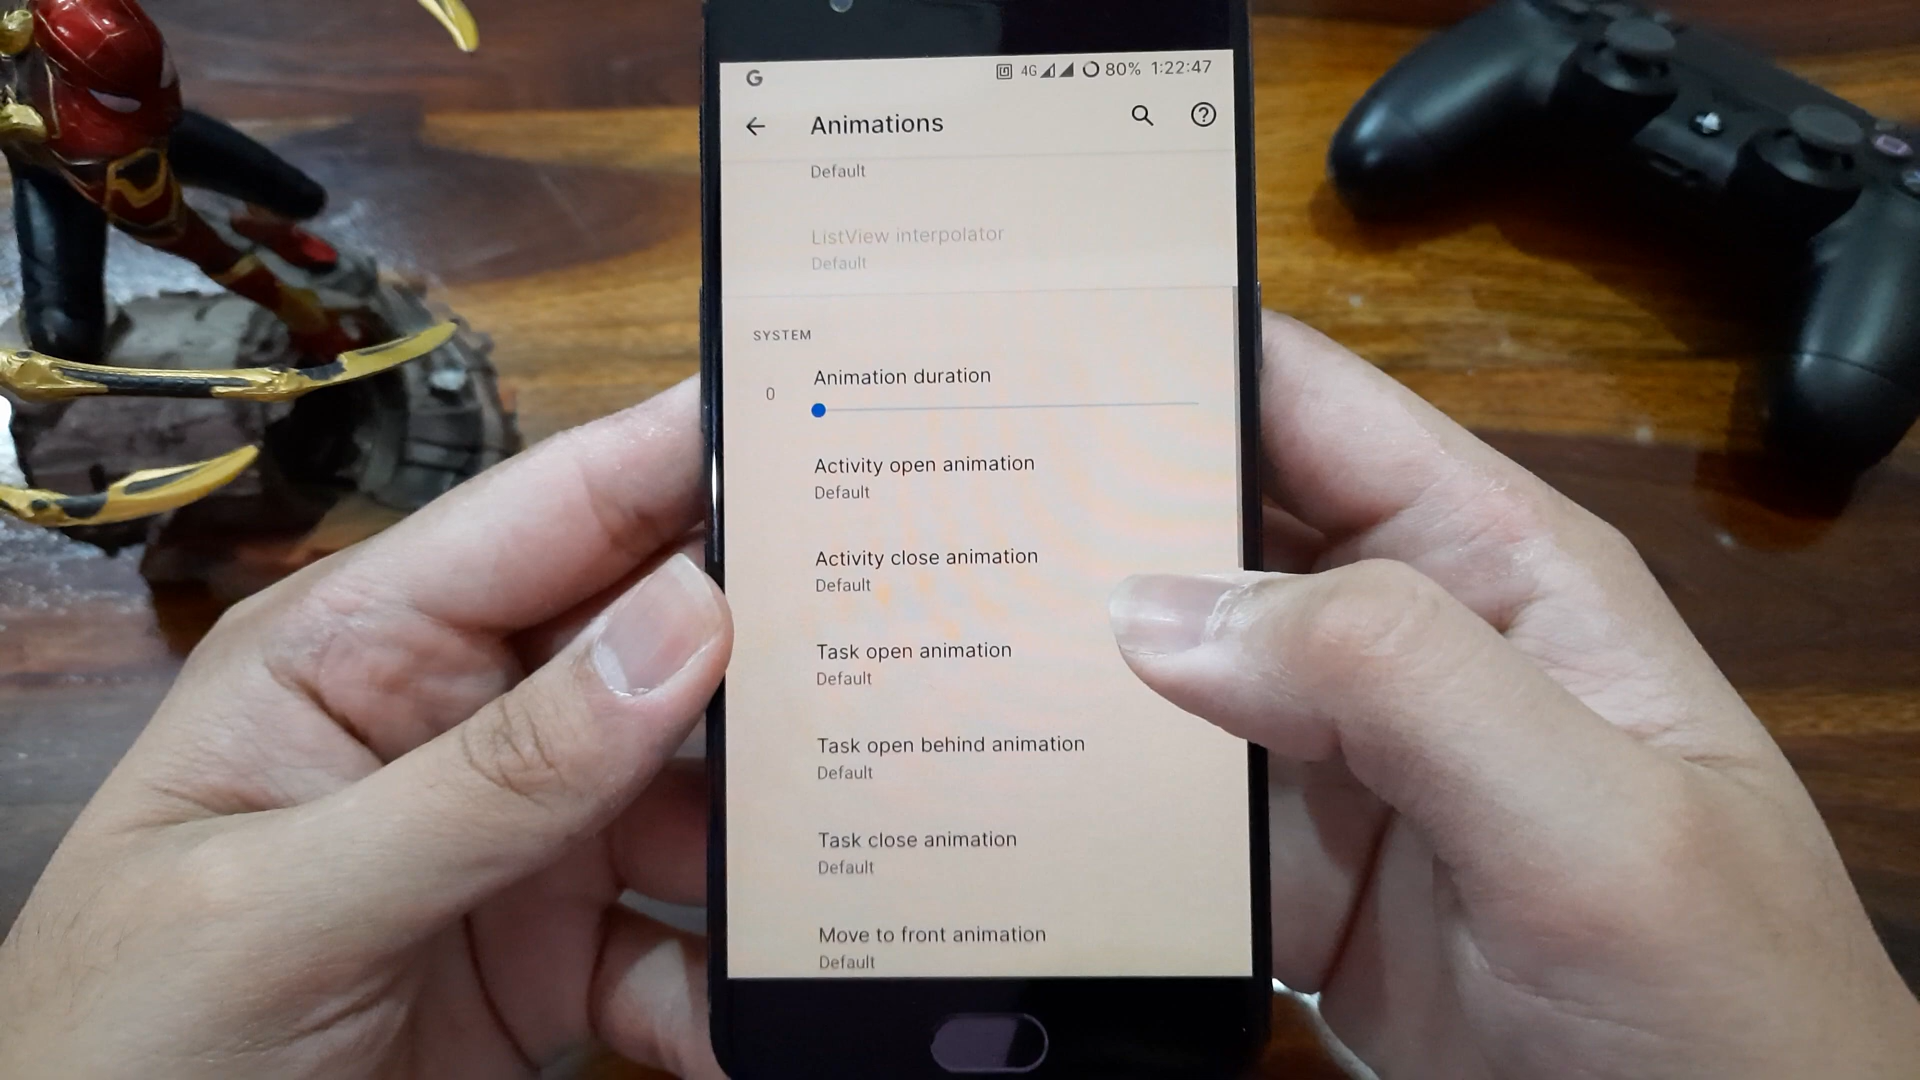 G 4G 80% 1:22:47
Animations
Default
ListView interpolator
Default
SYSTEM
Animation duration
0
Activity open animation
Default
Activity close animation
Default
Task open animation
Default
Task open behind animation
Default
Task close animation
Default
Move to front animation
Default